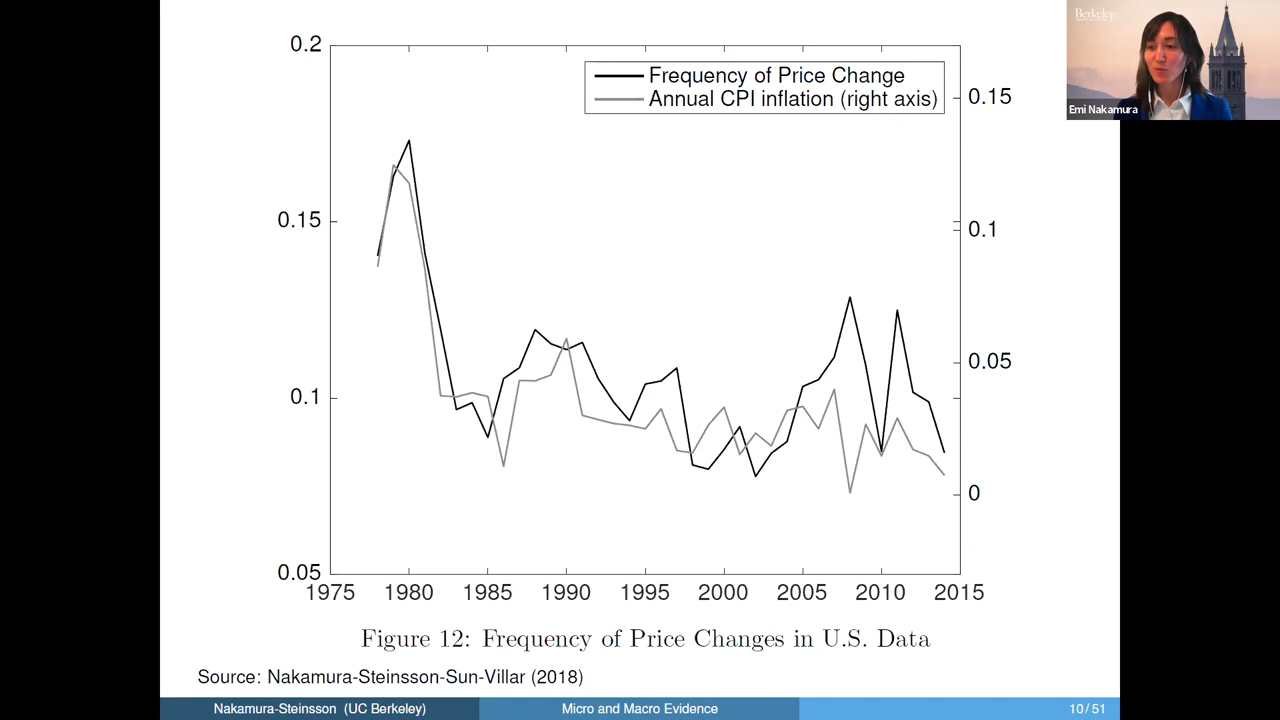 Berkeley
Emi Nakamura
0.2
0.15
0.1
0.05
Frequency of Price Change
Annual CPI inflation (right axis)
0.15
0.1
0.05
0
1975 1980 1985 1990 1995 2000 2005 2010 2015
Figure 12: Frequency of Price Changes in U.S. Data
Source: Nakamura-Steinsson-Sun-Villar (2018)
Nakamura-Steinsson (UC Berkeley) Micro and Macro Evidence 10/51